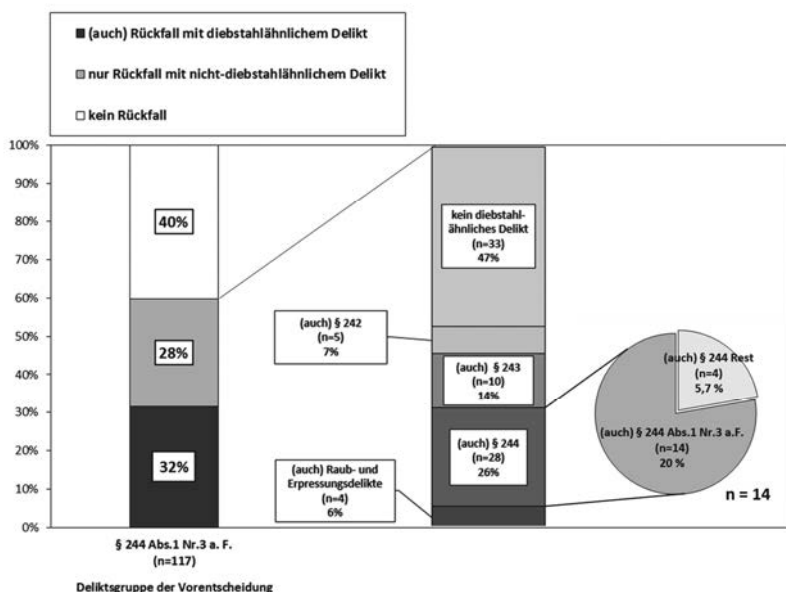 (auch) Rückfall mit diebstahlähnlichem Delikt
nur Rückfall mit nicht-diebstahlähnlichem Delikt
kein Rückfall
100%
90%
80%
70%
60%
50%
40%
30%
20%
10%
0%
40%
28%
32%
§ 244 Abs.1 Nr.3 a. F.
(n=117)
Deliktsgruppe der Vorentscheidung
kein diebstahl-
ähnliches Delikt
(n=33)
47%
(auch) § 242
(n=5)
7%
(auch) § 243
(n=10)
14%
(auch) § 244
(n=28)
26%
(auch) Raub- und
Erpressungsdelikte
(n=4)
6%
(auch) § 244 Rest
(n=4)
5,7 %
(auch) § 244 Abs.1 Nr.3 a.F.
(n=14)
20 %
n = 14